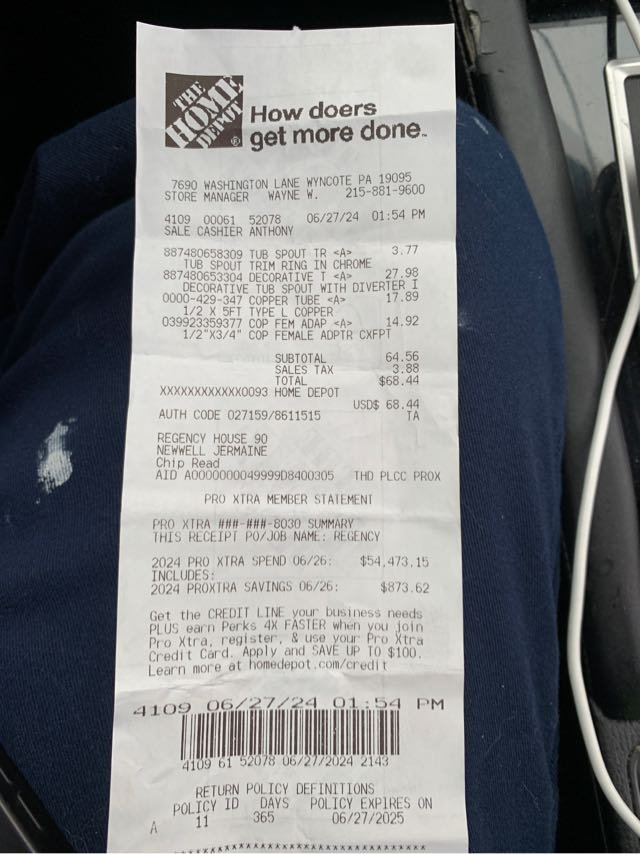 THE
HOME
DEPOT
®
How doers
get more done™
7690 WASHINGTON LANE WYNCOTE PA 19095
STORE MANAGER WAYNE W. 215-881-9600
4109 00061 52078 06/27/24 01:54 PM
SALE CASHIER ANTHONY
887480658309 TUB SPOUT TR <A> 3.77
TUB SPOUT TRIM RING IN CHROME
887480653304 DECORATIVE T <A> 27.98
DECORATIVE TUB SPOUT WITH DIVERTER I
0000-429-347 COPPER TUBE <A> 17.89
1/2 X 5FT TYPE L COPPER
039923359377 COP FEM ADAP <A> 14.92
1/2"X3/4" COP FEMALE ADPTR CXFPT
SUBTOTAL 64.56
SALES TAX 3.88
TOTAL $68.44
XXXXXXXXXXXX0093 HOME DEPOT
USD$ 68.44
AUTH CODE 027159/8611515 TA
REGENCY HOUSE 90
NEWWELL JERMAINE
Chip Read
AID A0000000049999D8400305 THD PLCC PROX
PRO XTRA MEMBER STATEMENT
PRO XTRA ###-###-8030 SUMMARY
THIS RECEIPT PO/JOB NAME: REGENCY
2024 PRO XTRA SPEND 06/26: $54,473.15
INCLUDES:
2024 PROXTRA SAVINGS 06/26: $873.62
Get the CREDIT LINE your business needs
PLUS earn Perks 4X FASTER when you join
Pro Xtra, register, & use your Pro Xtra
Credit Card. Apply and SAVE UP TO $100.
Learn more at homedepot.com/credit
4109 06/27/24 01:54 PM
4109 61 52078 06/27/2024 2143
RETURN POLICY DEFINITIONS
POLICY ID DAYS POLICY EXPIRES ON
A 11 365 06/27/2025